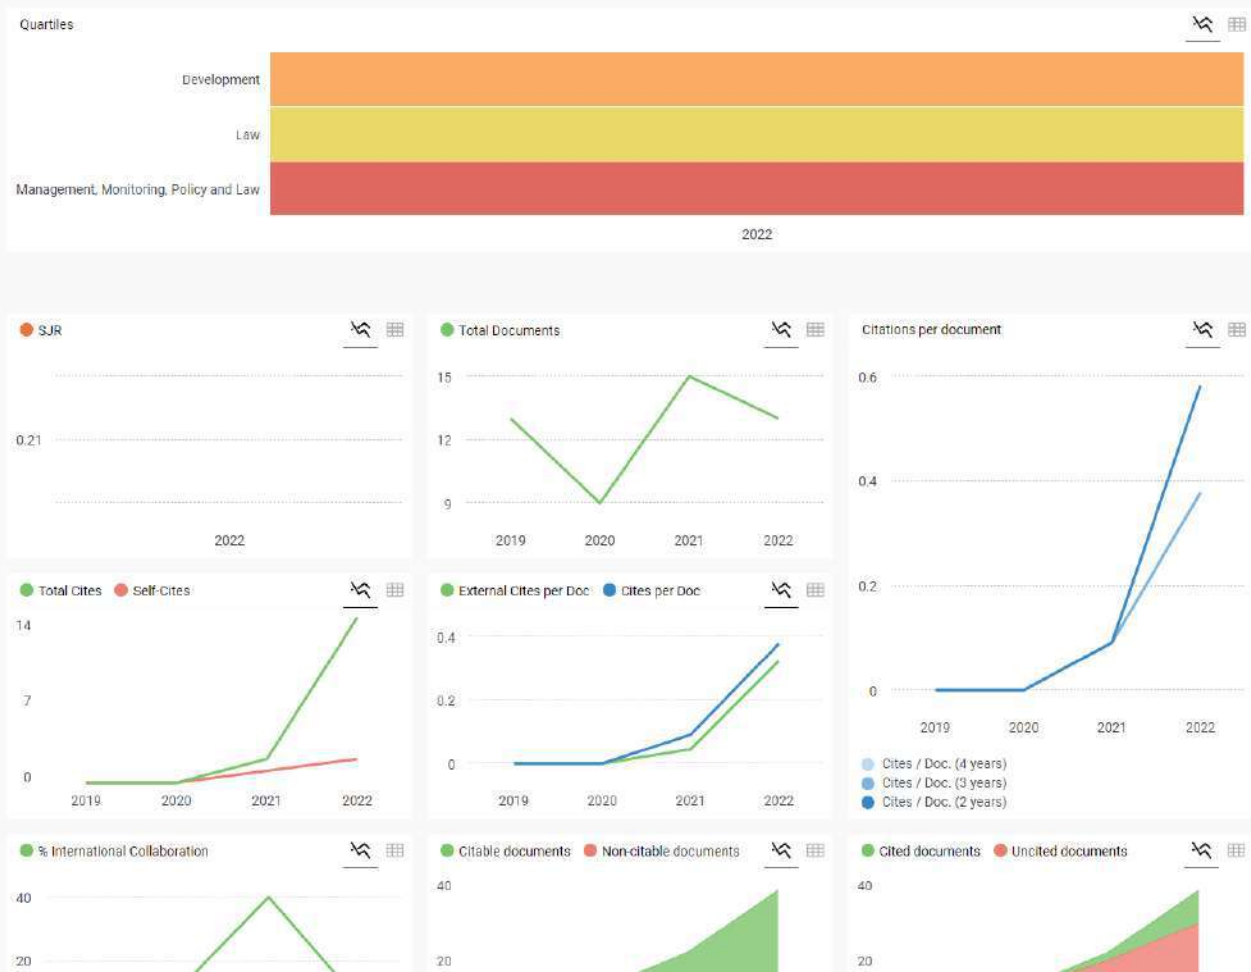 Quartiles
Development
Law
Management, Monitoring, Policy and Law
2022
SJR
0.21
2022
Total Documents
15
12
9
2019 2020 2021 2022
Citations per document
0.6
0.4
0.2
0
2019 2020 2021 2022
Cites / Doc. (4 years)
Cites / Doc. (3 years)
Cites / Doc. (2 years)
Total Cites Self-Cites
14
7
0
2019 2020 2021 2022
External Cites per Doc Cites per Doc
0.4
0.2
0
2019 2020 2021 2022
% International Collaboration
40
20
Citable documents Non-citable documents
40
20
Cited documents Uncited documents
40
20